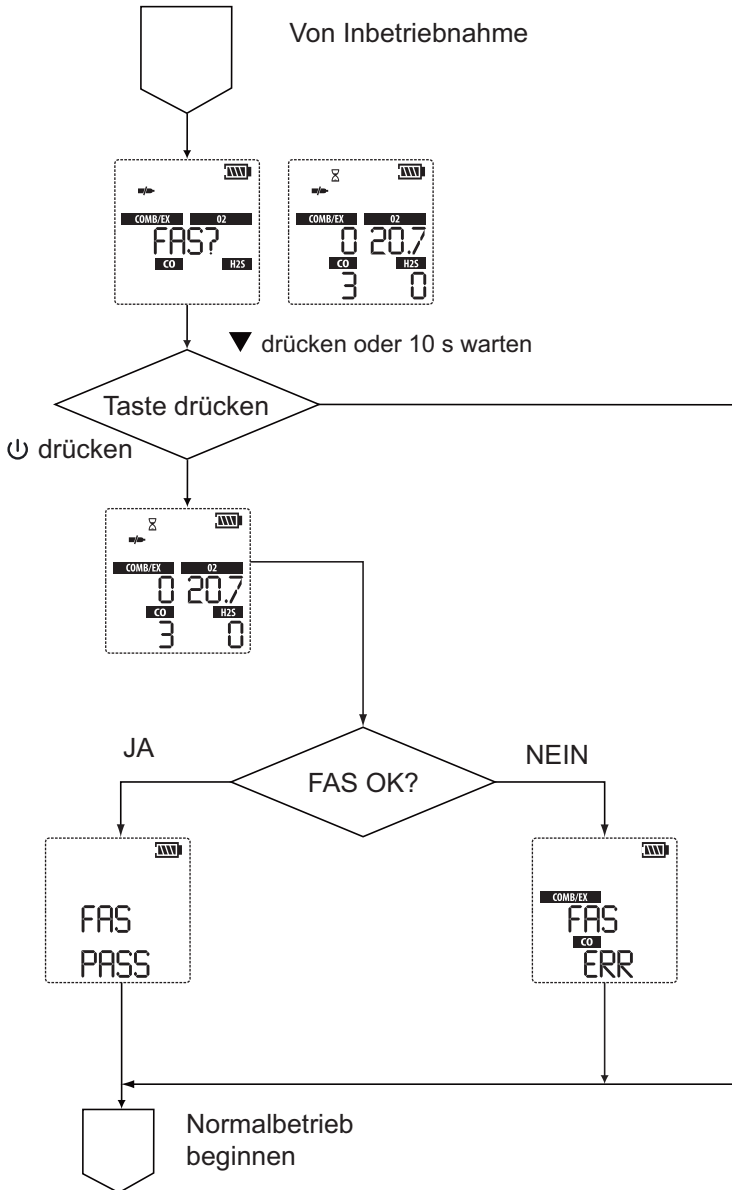 Von Inbetriebnahme
COMB/EX O2
FAS?
CO H2S
COMB/EX O2
0 20.7
CO H2S
3 0
▼ drücken oder 10 s warten
Taste drücken
⏻ drücken
COMB/EX O2
0 20.7
CO H2S
3 0
JA
NEIN
FAS OK?
FAS
PASS
COMB/EX
FAS
CO
ERR
Normalbetrieb
beginnen